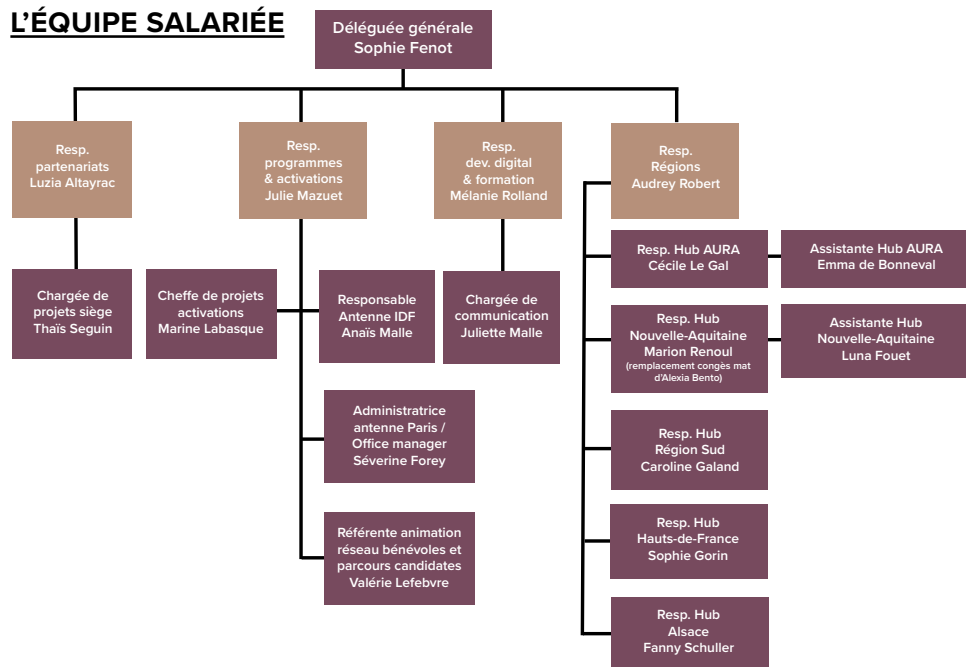 L'ÉQUIPE SALARIÉE
Déléguée générale
Sophie Fenot
Resp.
partenariats
Luzia Altayrac
Resp.
programmes
& activations
Julie Mazuet
Resp.
dev. digital
& formation
Mélanie Rolland
Resp.
Régions
Audrey Robert
Chargée de
projets siège
Thaïs Seguin
Cheffe de projets
activations
Marine Labasque
Responsable
Antenne IDF
Anaïs Malle
Chargée de
communication
Juliette Malle
Resp. Hub AURA
Cécile Le Gal
Assistante Hub AURA
Emma de Bonneval
Resp. Hub
Nouvelle-Aquitaine
Marion Renoul
(remplacement congès mat
d'Alexia Bento)
Assistante Hub
Nouvelle-Aquitaine
Luna Fouet
Administratrice
antenne Paris /
Office manager
Séverine Forey
Resp. Hub
Région Sud
Caroline Galand
Référente animation
réseau bénévoles et
parcours candidates
Valérie Lefebvre
Resp. Hub
Hauts-de-France
Sophie Gorin
Resp. Hub
Alsace
Fanny Schuller